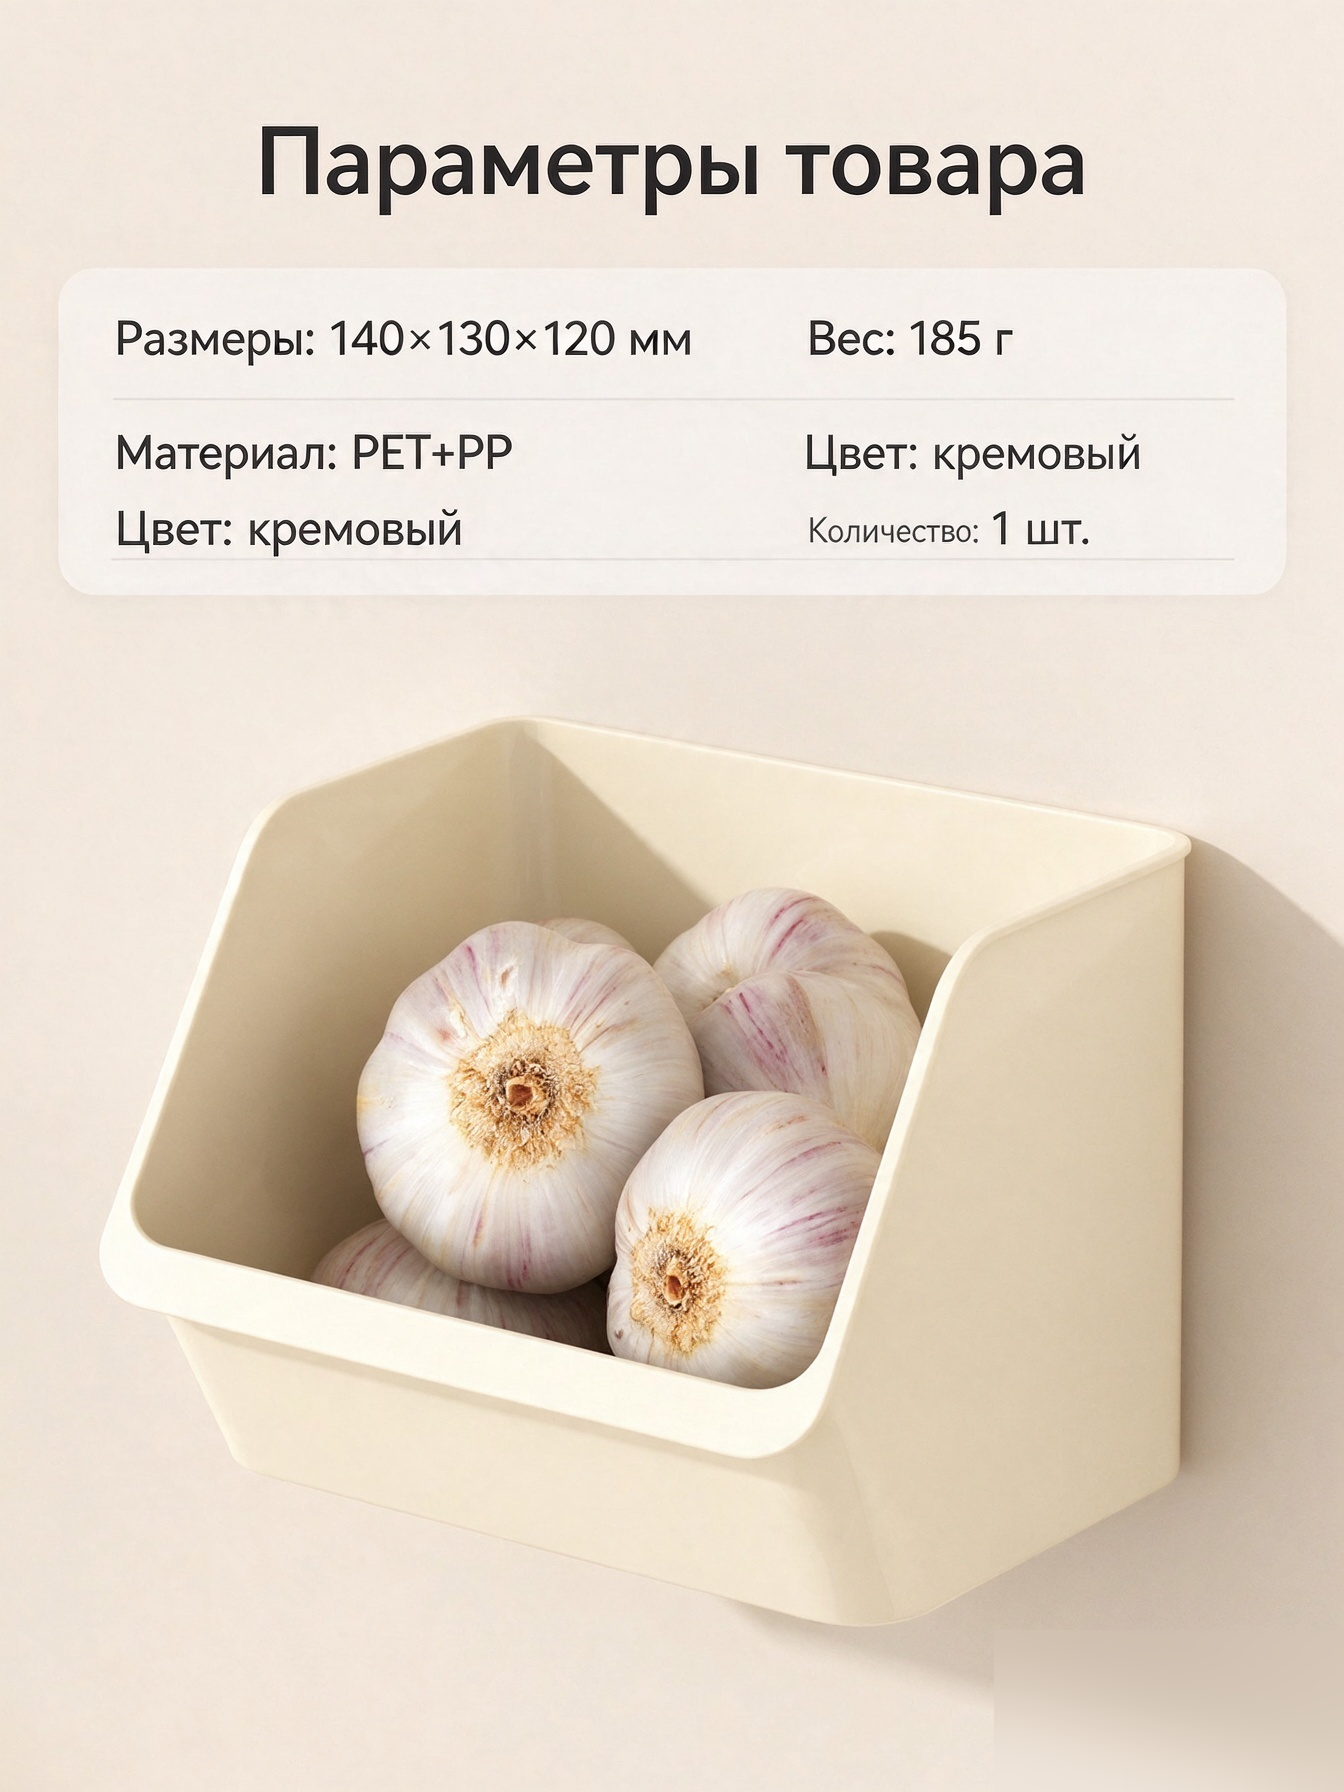 Параметры товара
Размеры: 140×130×120 мм
Вес: 185 г
Материал: PET+PP
Цвет: кремовый
Цвет: кремовый
Количество: 1 шт.